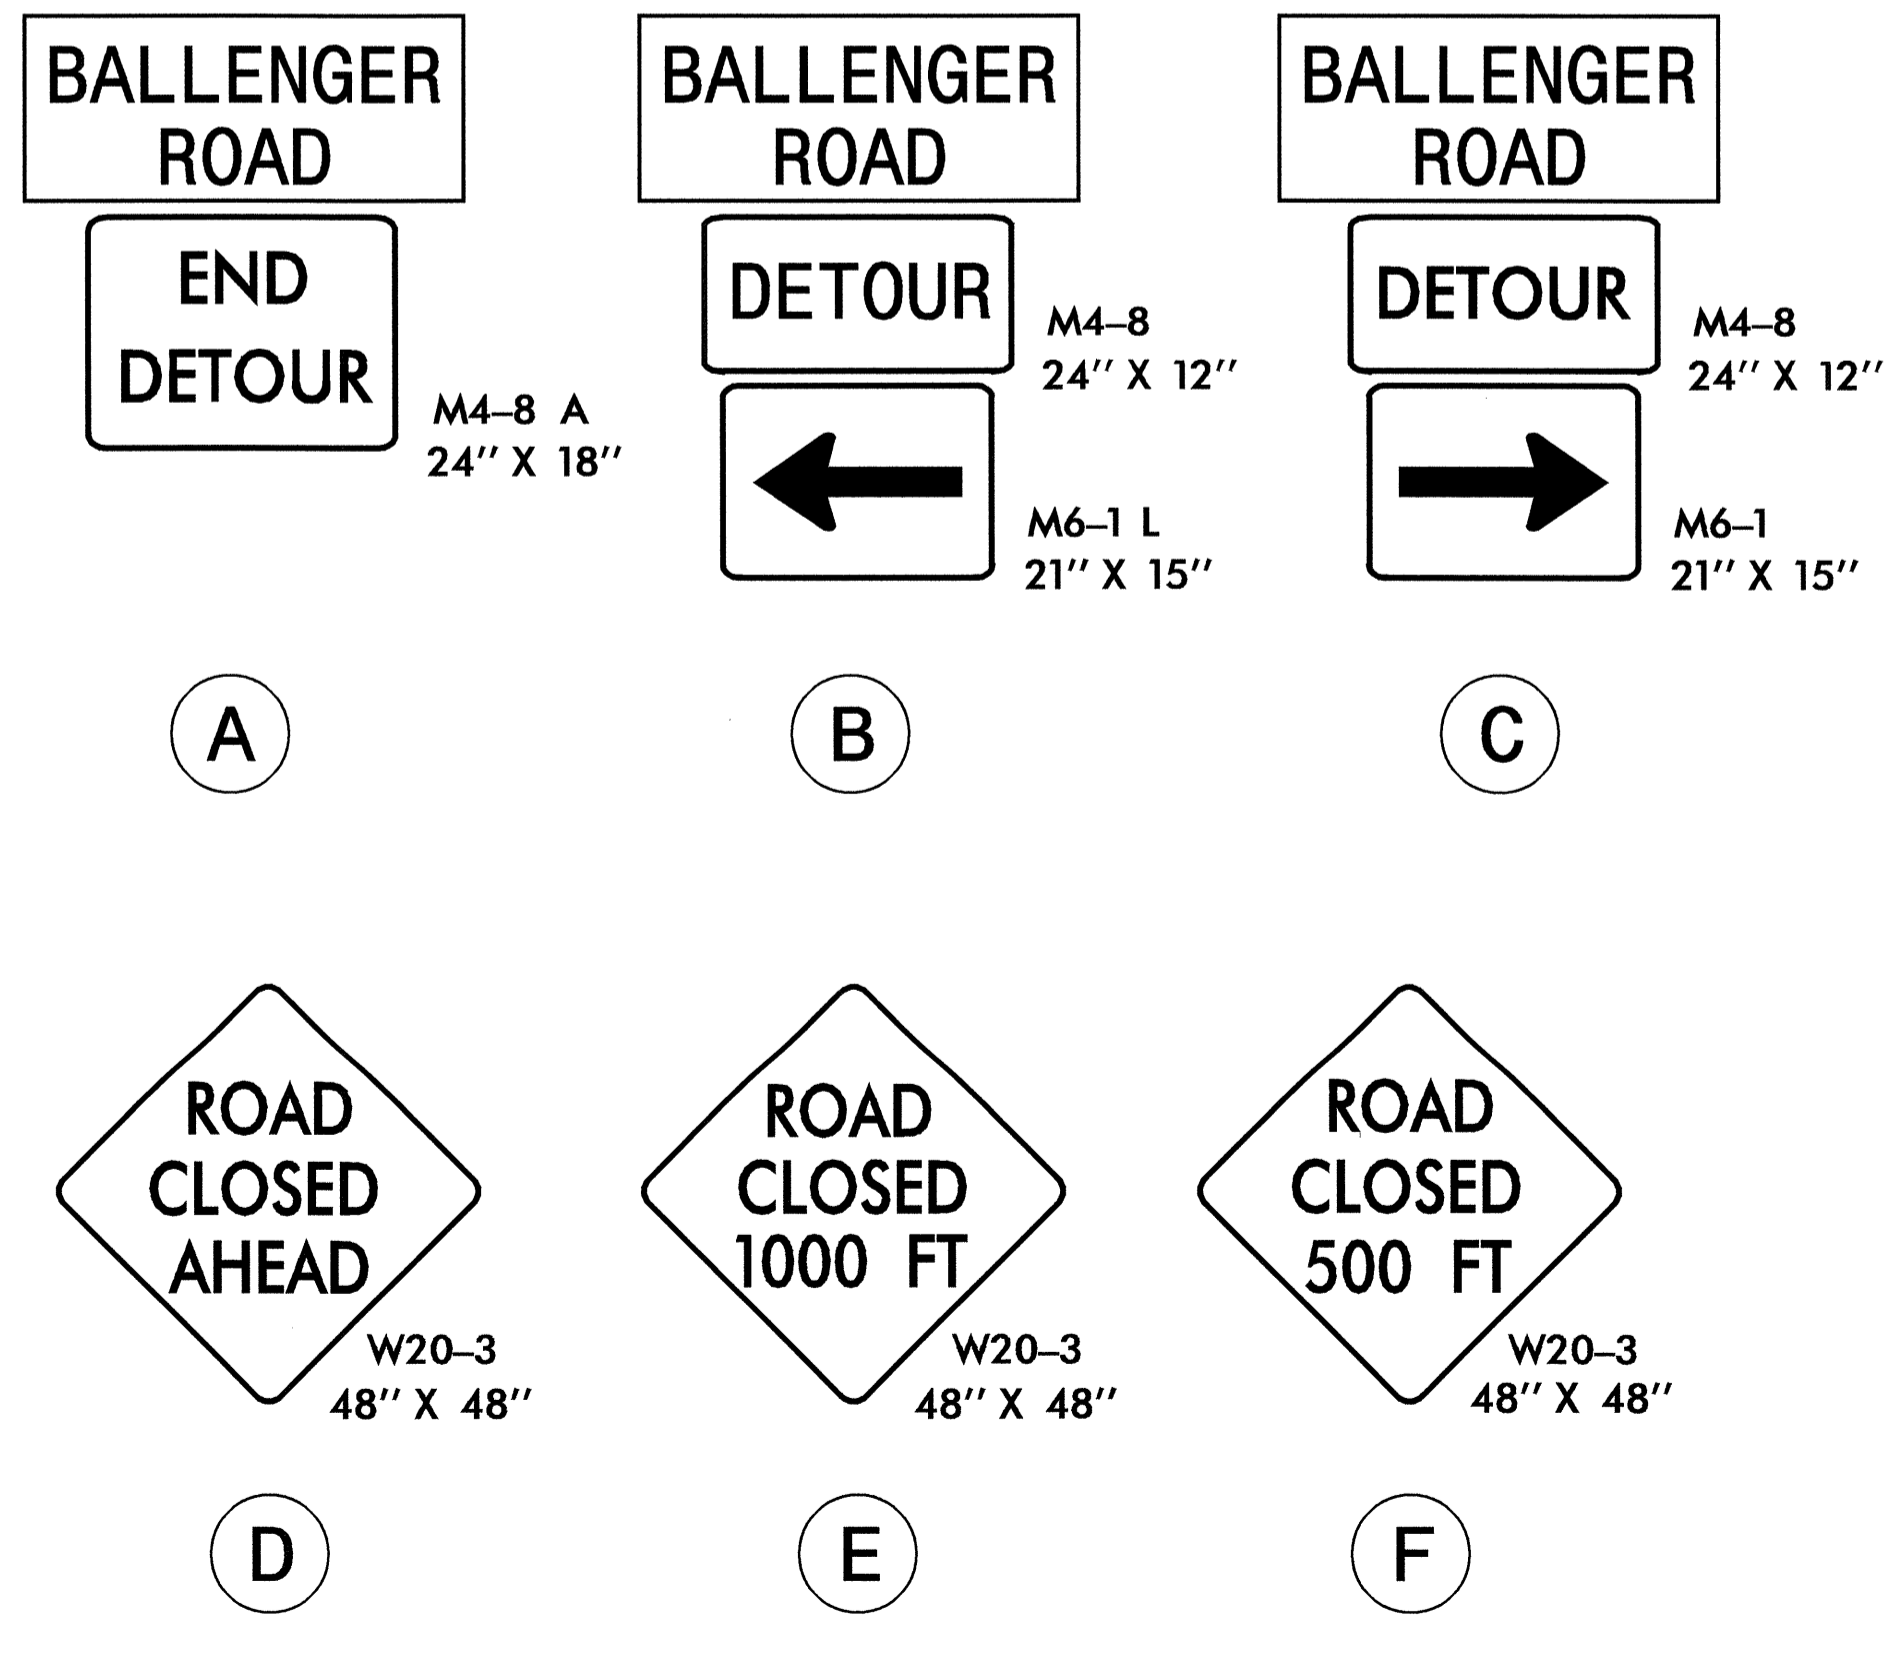 BALLENGER
ROAD
END
DETOUR
M4–8 A
24" X 18"
A
BALLENGER
ROAD
DETOUR
M4–8
24" X 12"
M6–1 L
21" X 15"
B
BALLENGER
ROAD
DETOUR
M4–8
24" X 12"
M6–1
21" X 15"
C
ROAD
CLOSED
AHEAD
W20–3
48" X 48"
D
ROAD
CLOSED
1000 FT
W20–3
48" X 48"
E
ROAD
CLOSED
500 FT
W20–3
48" X 48"
F